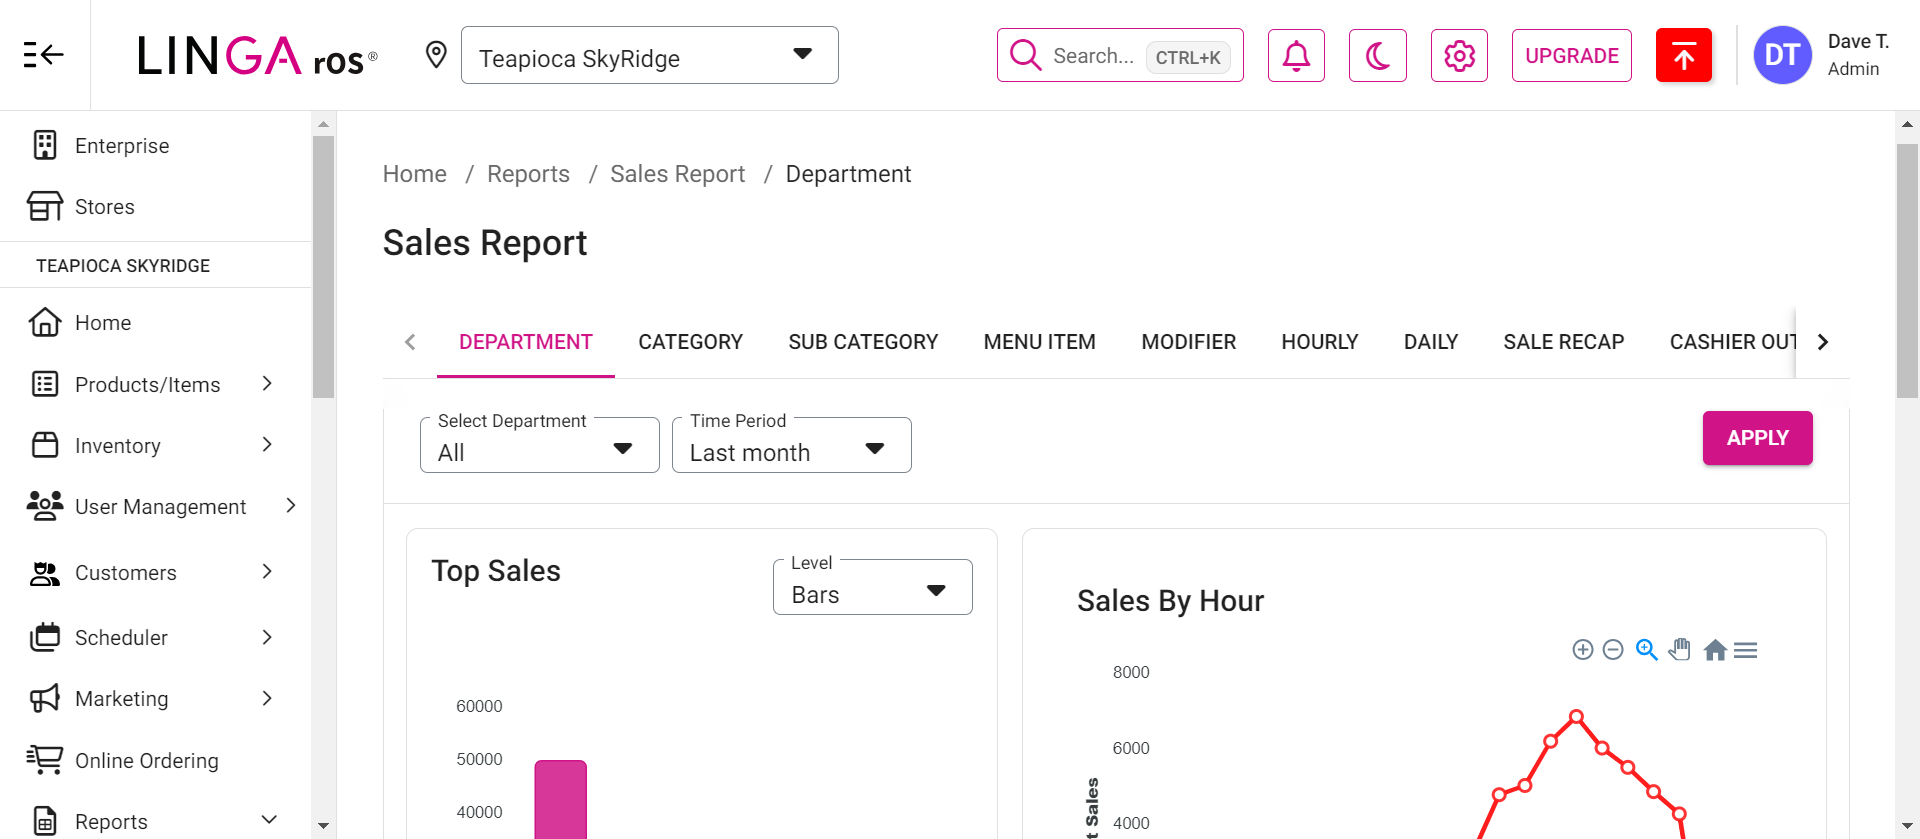 LINGA ros®
Teapioca SkyRidge
Search... CTRL+K
UPGRADE
DT
Dave T.
Admin
Enterprise
Stores
TEAPIOCA SKYRIDGE
Home
Products/Items
Inventory
User Management
Customers
Scheduler
Marketing
Online Ordering
Reports
Home / Reports / Sales Report / Department
Sales Report
DEPARTMENT CATEGORY SUB CATEGORY MENU ITEM MODIFIER HOURLY DAILY SALE RECAP CASHIER OUT
Select Department
All
Time Period
Last month
APPLY
Top Sales
Level
Bars
60000
50000
40000
Sales By Hour
8000
6000
4000
t Sales